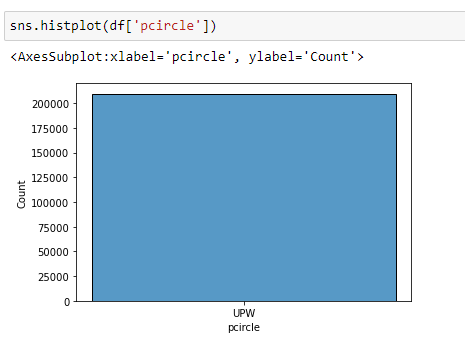 sns.histplot(df['pcircle'])
<AxesSubplot:xlabel='pcircle', ylabel='Count'>
200000
175000
150000
125000
100000
75000
50000
25000
0
Count
UPW
pcircle